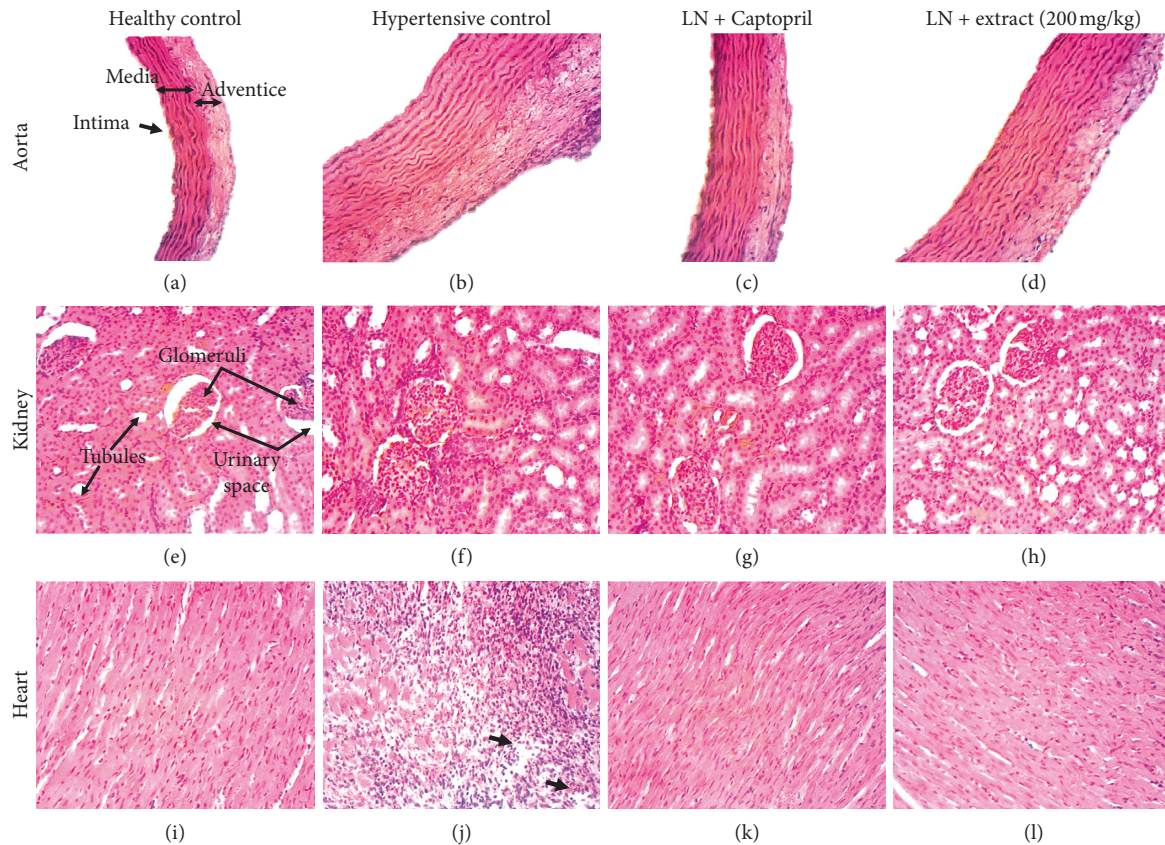 Healthy control
Hypertensive control
LN + Captopril
LN + extract (200 mg/kg)
Aorta
Media
Adventice
Intima
(a)
(b)
(c)
(d)
Kidney
Glomeruli
Tubules
Urinary
space
(e)
(f)
(g)
(h)
Heart
(i)
(j)
(k)
(l)